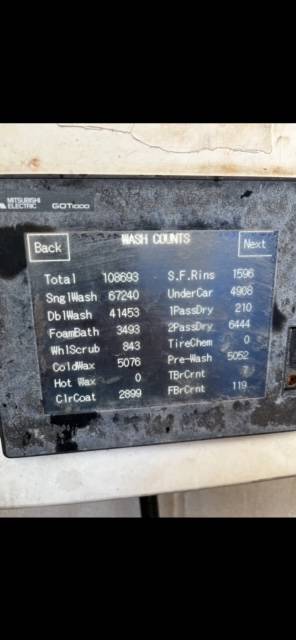 MITSUBISHI
ELECTRIC
GOT1000
WASH COUNTS
Back
Next
Total 108693
SnglWash 67240
DblWash 41453
FoamBath 3493
WhlScrub 843
ColdWax 5076
Hot Wax 0
ClrCoat 2899
S.F.Rins 1596
UnderCar 4908
1PassDry 210
2PassDry 6444
TireChem 0
Pre-Wash 5052
TBrCrnt 7
FBrCrnt 119